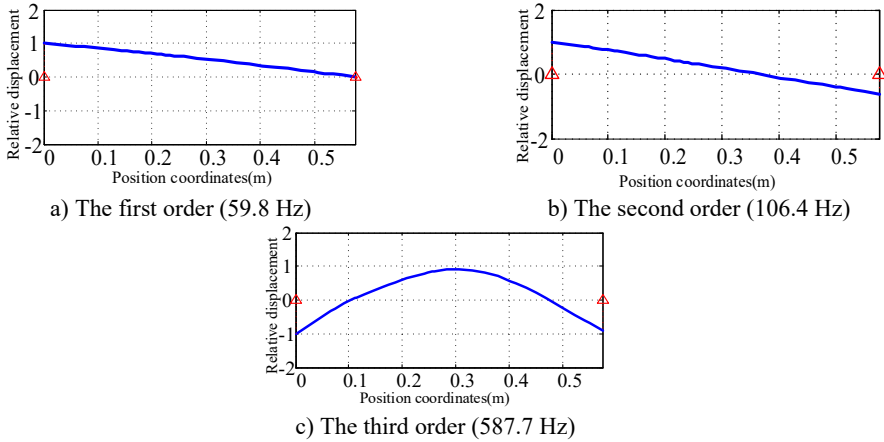 Relative displacement
2
1
0
-1
-2
0 0.1 0.2 0.3 0.4 0.5
Position coordinates(m)
a) The first order (59.8 Hz)
Relative displacement
2
0
-2
0 0.1 0.2 0.3 0.4 0.5
Position coordinates(m)
b) The second order (106.4 Hz)
Relative displacement
2
1
0
-1
-2
0 0.1 0.2 0.3 0.4 0.5
Position coordinates(m)
c) The third order (587.7 Hz)